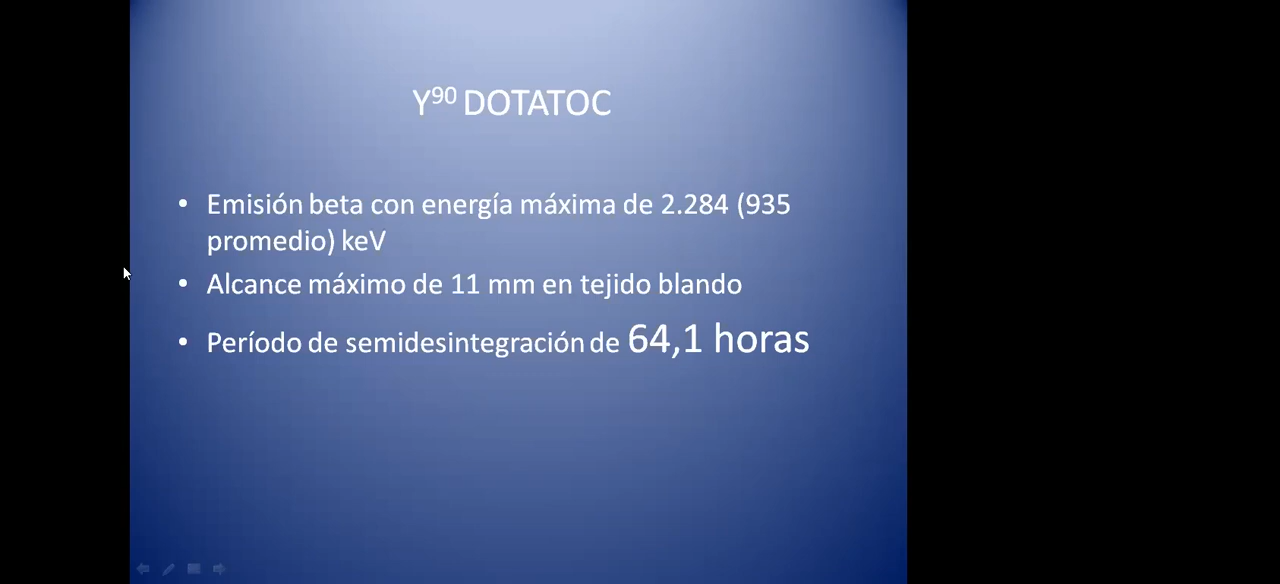 Y⁹⁰ DOTATOC
• Emisión beta con energía máxima de 2.284 (935
promedio) keV
• Alcance máximo de 11 mm en tejido blando
• Período de semidesintegración de 64,1 horas